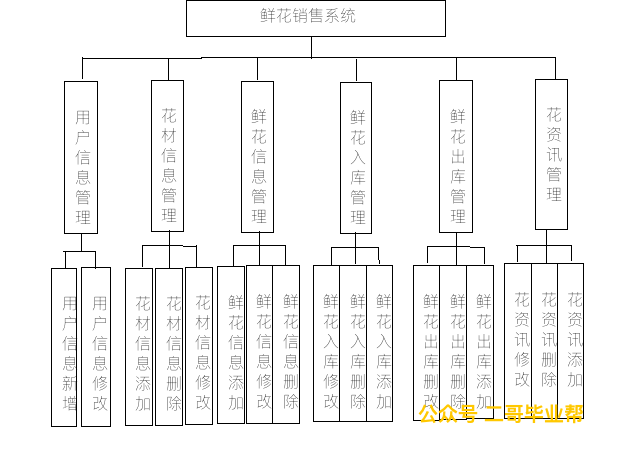 鲜花销售系统
用户信息管理
花材信息管理
鲜花信息管理
鲜花入库管理
鲜花出库管理
花资讯管理
用户信息新增
用户信息修改
花材信息添加
花材信息删除
花材信息修改
鲜花信息添加
鲜花信息修改
鲜花信息删除
鲜花入库修改
鲜花入库删除
鲜花入库添加
鲜花出库删改
鲜花出库删除
鲜花出库添加
花资讯修改
花资讯删除
花资讯添加
公众号 二哥毕业帮